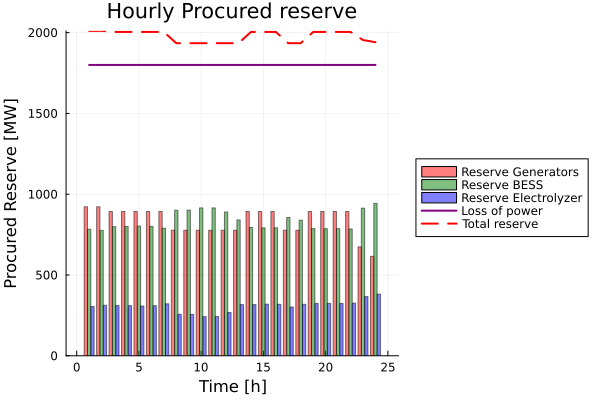 Hourly Procured reserve
Procured Reserve [MW]
2000
1500
1000
500
0
0 5 10 15 20 25
Time [h]
Reserve Generators
Reserve BESS
Reserve Electrolyzer
Loss of power
Total reserve